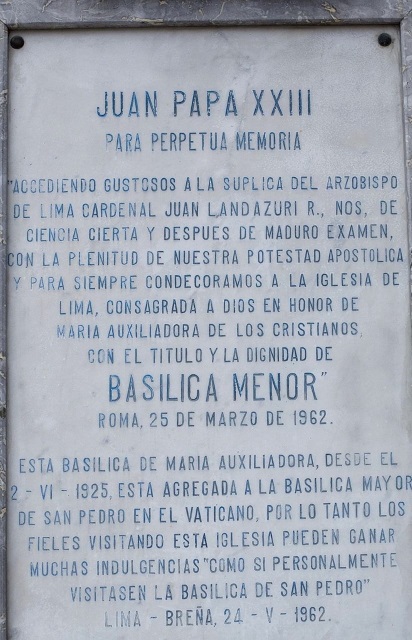 JUAN PAPA XXIII
PARA PERPETUA MEMORIA
"ACCEDIENDO GUSTOSOS A LA SUPLICA DEL ARZOBISPO
DE LIMA CARDENAL JUAN LANDAZURI R., NOS, DE
CIENCIA CIERTA Y DESPUES DE MADURO EXAMEN,
CON LA PLENITUD DE NUESTRA POTESTAD APOSTOLICA
Y PARA SIEMPRE CONDECORAMOS A LA IGLESIA DE
LIMA, CONSAGRADA A DIOS EN HONOR DE
MARIA AUXILIADORA DE LOS CRISTIANOS,
CON EL TITULO Y LA DIGNIDAD DE
BASILICA MENOR"
ROMA, 25 DE MARZO DE 1962.
ESTA BASILICA DE MARIA AUXILIADORA, DESDE EL
2 - VI - 1925, ESTA AGREGADA A LA BASILICA MAYOR
DE SAN PEDRO EN EL VATICANO, POR LO TANTO LOS
FIELES VISITANDO ESTA IGLESIA PUEDEN GANAR
MUCHAS INDULGENCIAS "COMO SI PERSONALMENTE
VISITASEN LA BASILICA DE SAN PEDRO"
LIMA - BREÑA, 24 - V - 1962.